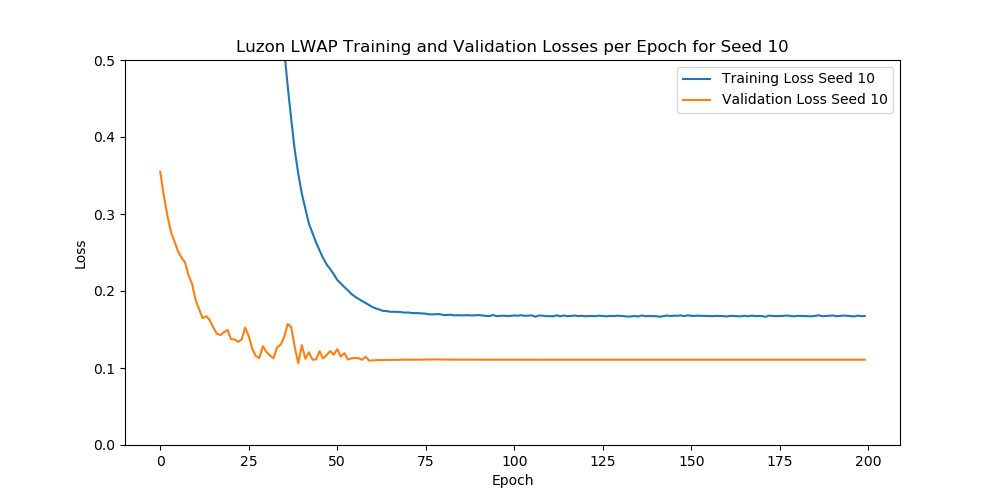 Luzon LWAP Training and Validation Losses per Epoch for Seed 10
Training Loss Seed 10
Validation Loss Seed 10
Loss
0.5
0.4
0.3
0.2
0.1
0.0
0 25 50 75 100 125 150 175 200
Epoch